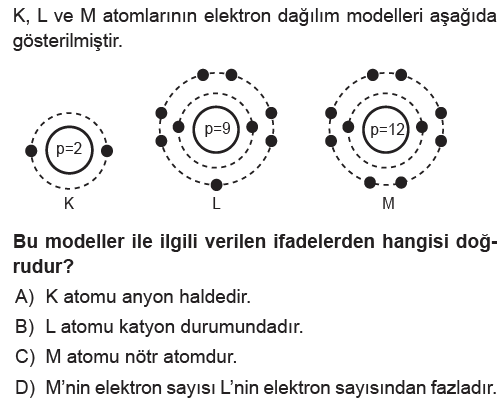 K, L ve M atomlarının elektron dağılım modelleri aşağıda
gösterilmiştir.
p=2
p=9
p=12
K
L
M
Bu modeller ile ilgili verilen ifadelerden hangisi doğ-
rudur?
A) K atomu anyon haldedir.
B) L atomu katyon durumundadır.
C) M atomu nötr atomdur.
D) M'nin elektron sayısı L'nin elektron sayısından fazladır.